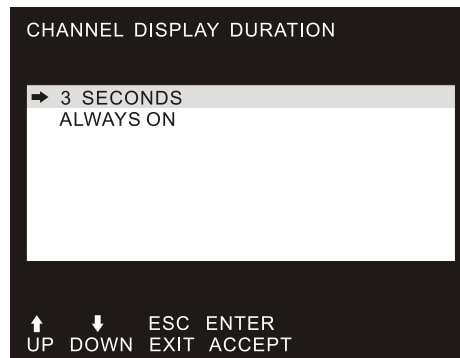 CHANNEL DISPLAY DURATION
➡ 3 SECONDS
ALWAYS ON
⬆ ⬇ ESC ENTER
UP DOWN EXIT ACCEPT